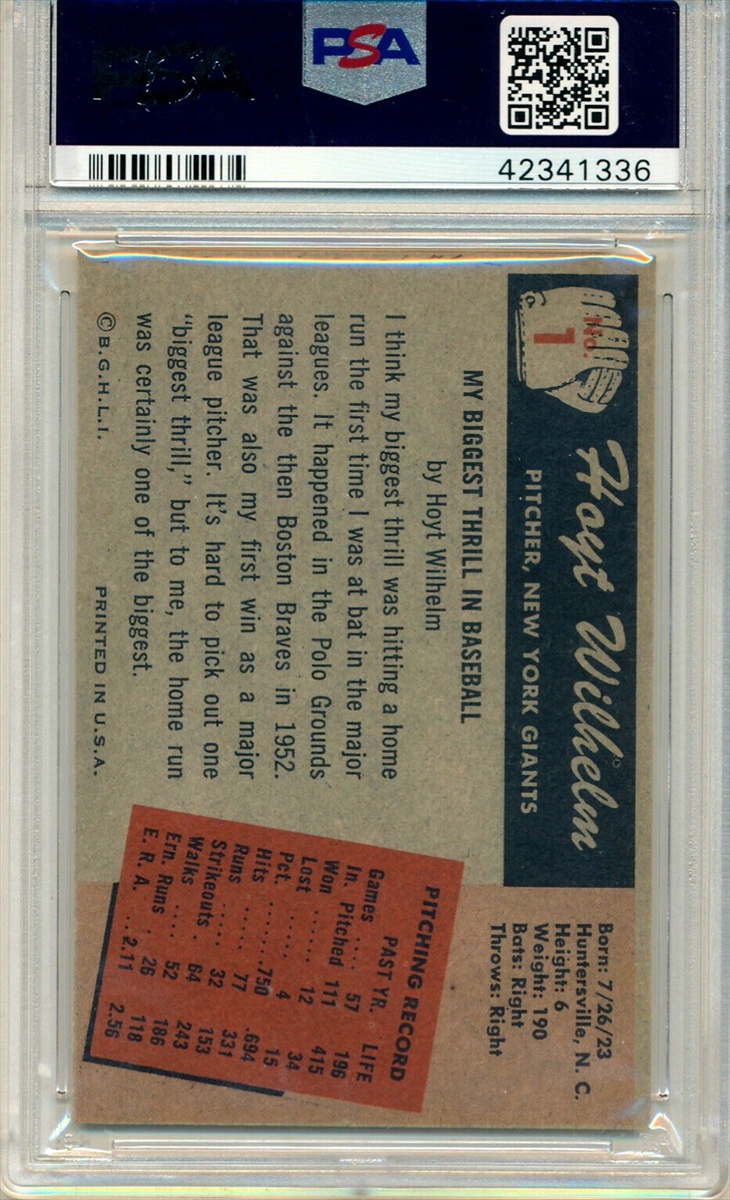 PSA
PSA
42341336
No.
1
Hoyt Wilhelm
PITCHER, NEW YORK GIANTS
MY BIGGEST THRILL IN BASEBALL
by Hoyt Wilhelm
I think my biggest thrill was hitting a home
run the first time I was at bat in the major
leagues. It happened in the Polo Grounds
against the then Boston Braves in 1952.
That was also my first win as a major
league pitcher. It's hard to pick out one
"biggest thrill," but to me, the home run
was certainly one of the biggest.
© B.G.H.L.I.
PRINTED IN U.S.A.
Born: 7/26/23
Huntersville, N. C.
Height: 6
Weight: 190
Bats: Right
Throws: Right
PITCHING RECORD
PAST YR. LIFE
Games .... 57 196
In. Pitched 111 415
Won ...... 12 34
Lost ...... 4 15
Pct. ...... .750 .694
Hits ...... 77 331
Runs ...... 32 153
Strikeouts . 64 243
Walks .... 52 186
Ern. Runs . 26 118
E. R. A. .. 2.11 2.56